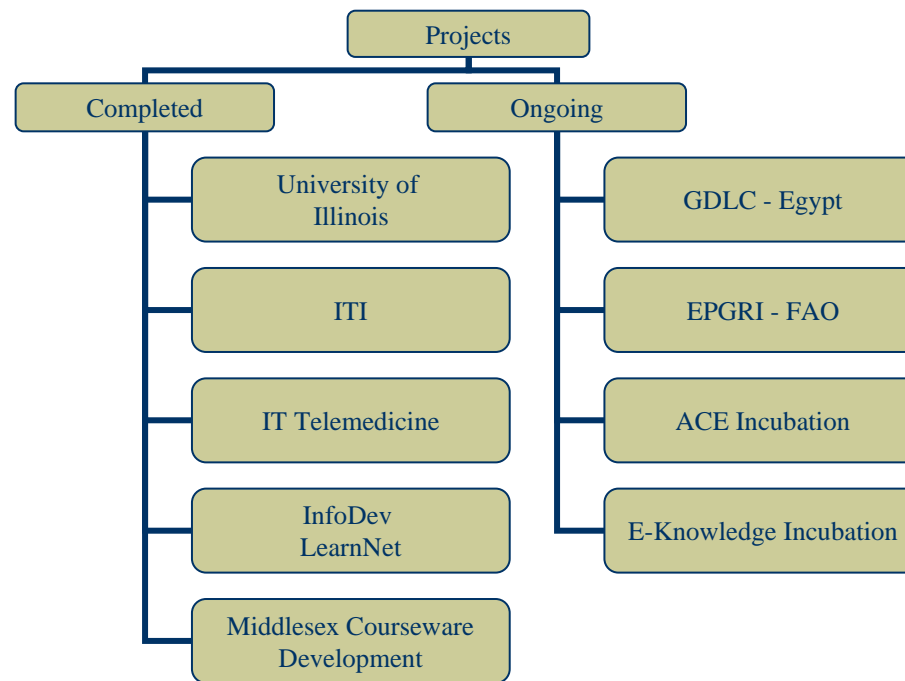 Projects
Completed
Ongoing
University of
Illinois
ITI
IT Telemedicine
InfoDev
LearnNet
Middlesex Courseware
Development
GDLC - Egypt
EPGRI - FAO
ACE Incubation
E-Knowledge Incubation